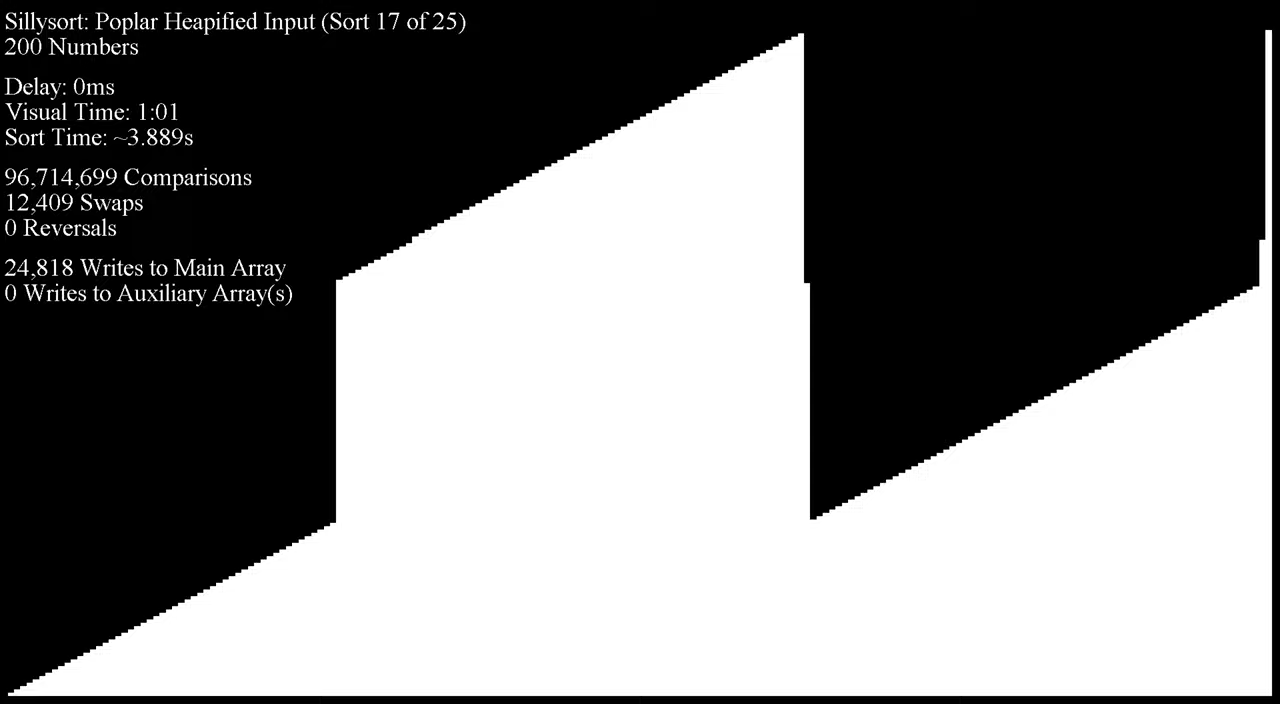 Sillysort: Poplar Heapified Input (Sort 17 of 25)
200 Numbers
Delay: 0ms
Visual Time: 1:01
Sort Time: ~3.889s
96,714,699 Comparisons
12,409 Swaps
0 Reversals
24,818 Writes to Main Array
0 Writes to Auxiliary Array(s)